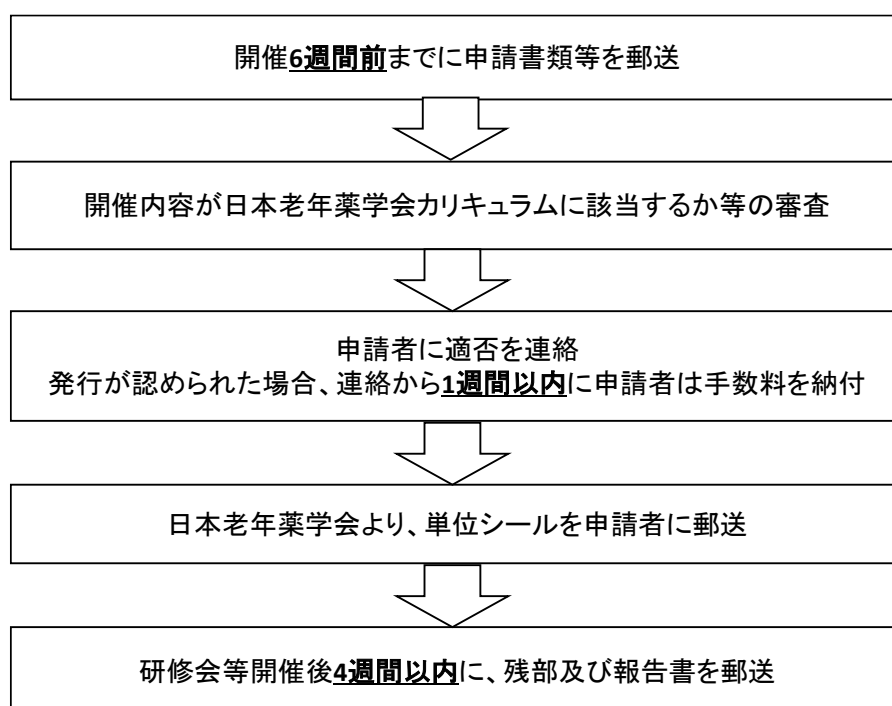 開催6週間前までに申請書類等を郵送
開催内容が日本老年薬学会カリキュラムに該当するか等の審査
申請者に適否を連絡
発行が認められた場合、連絡から1週間以内に申請者は手数料を納付
日本老年薬学会より、単位シールを申請者に郵送
研修会等開催後4週間以内に、残部及び報告書を郵送